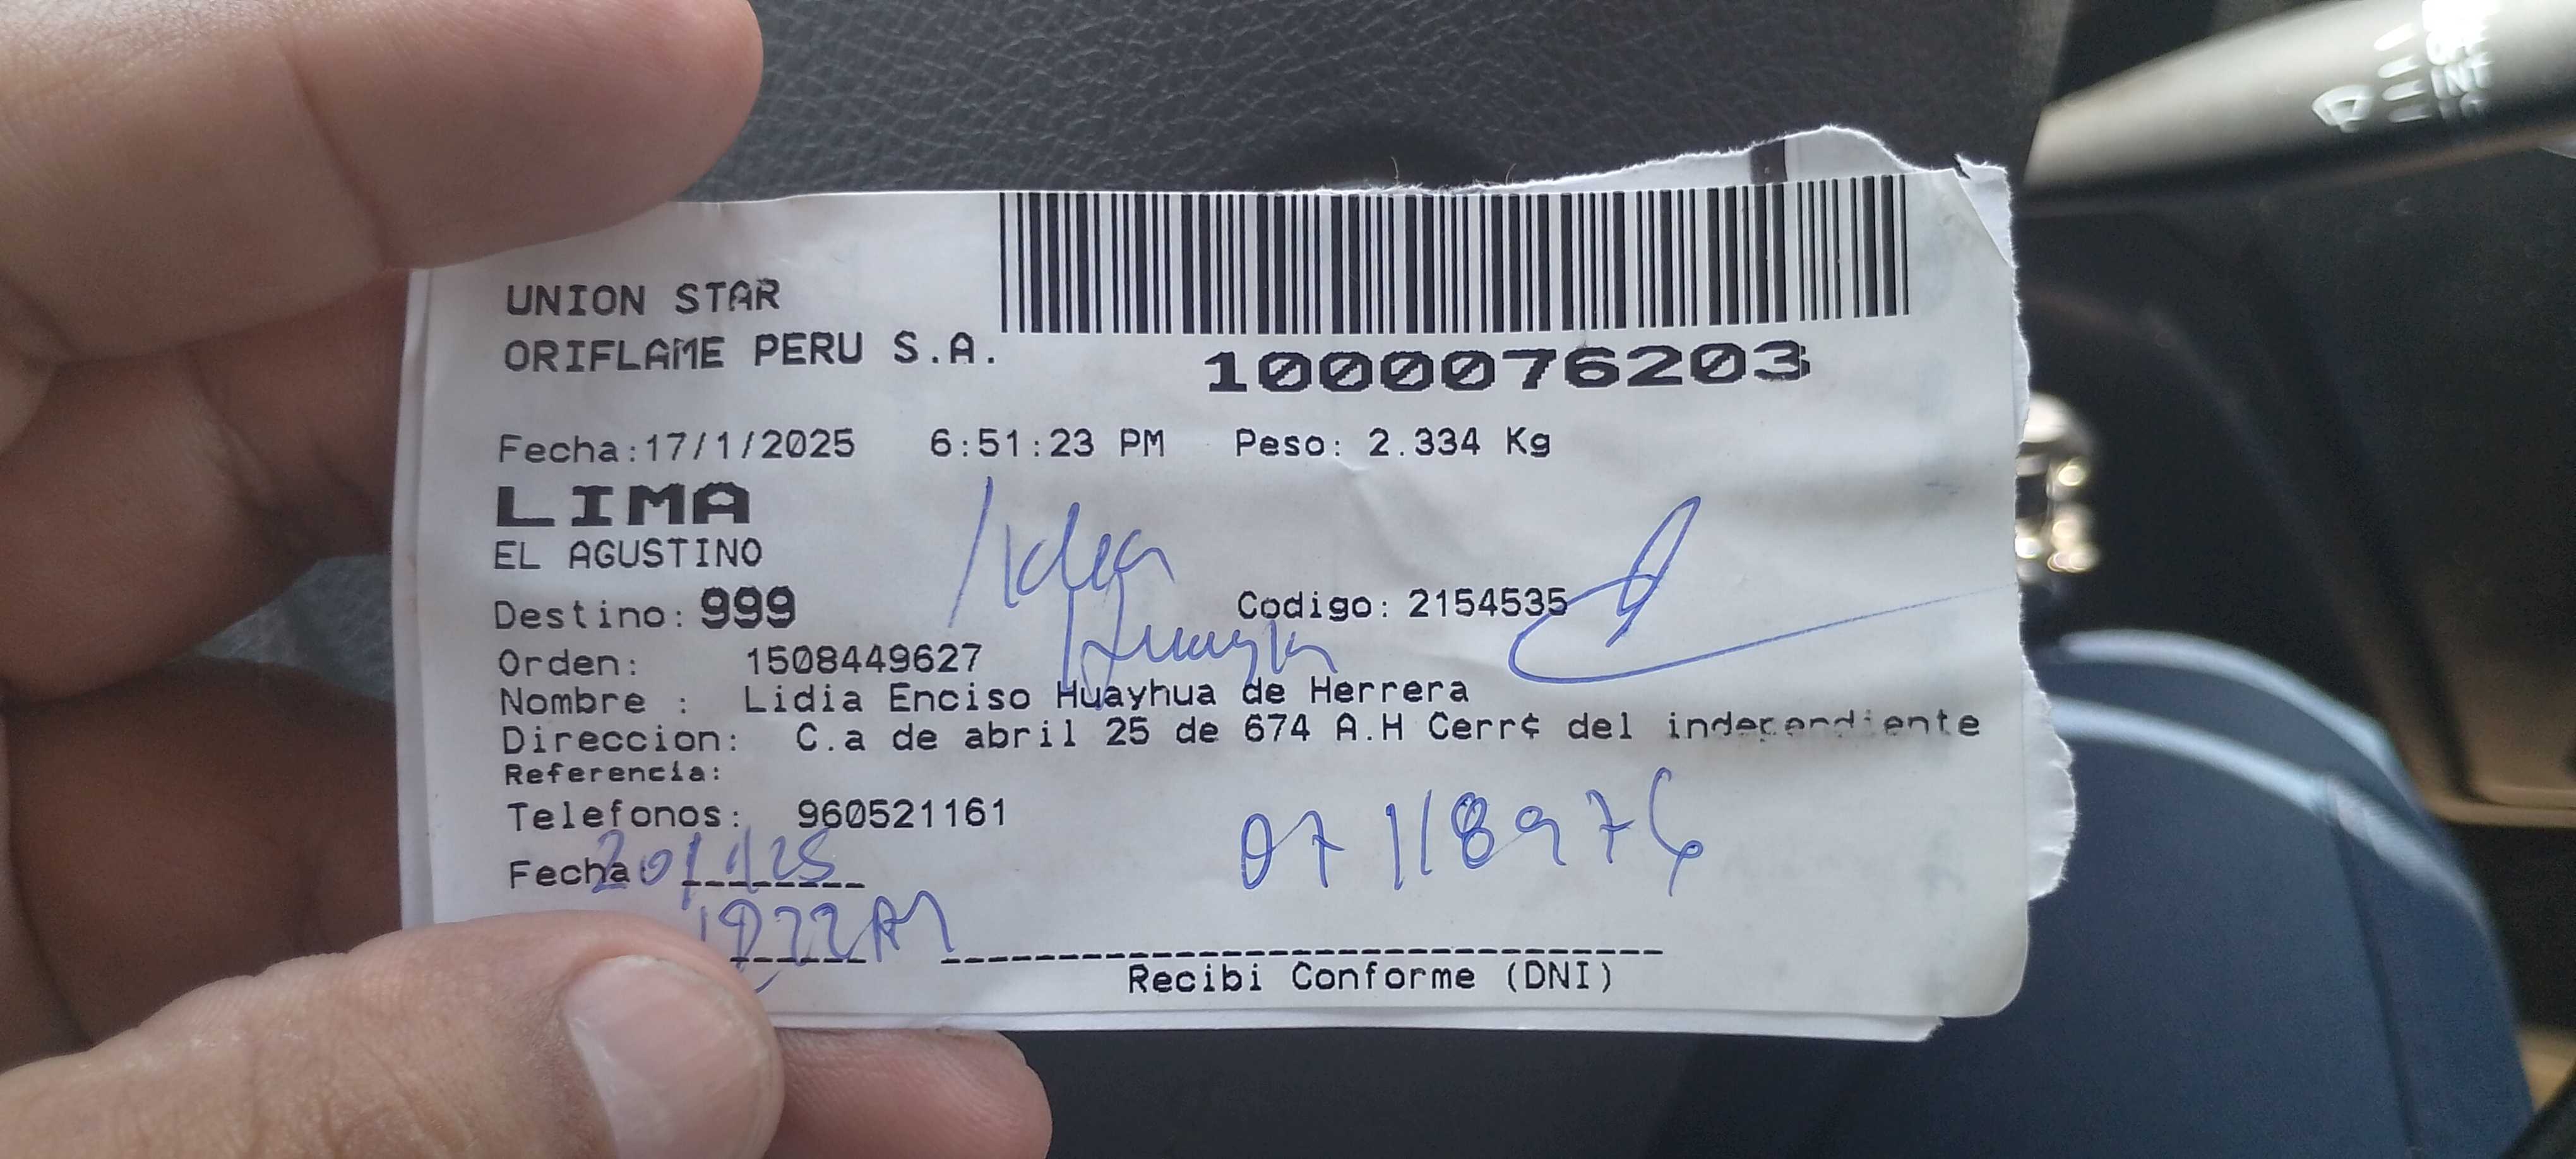 UNION STAR
ORIFLAME PERU S.A.
1000076203
Fecha:17/1/2025 6:51:23 PM Peso: 2.334 Kg
LIMA
EL AGUSTINO
Destino: 999 Codigo: 2154535
Orden: 1508449627
Nombre : Lidia Enciso Huayhua de Herrera
Direccion: C.a de abril 25 de 674 A.H Cerr¢ del independiente
Referencia:
Telefonos: 960521161
Fecha: 20/1/25
07118976
Recibi Conforme (DNI)